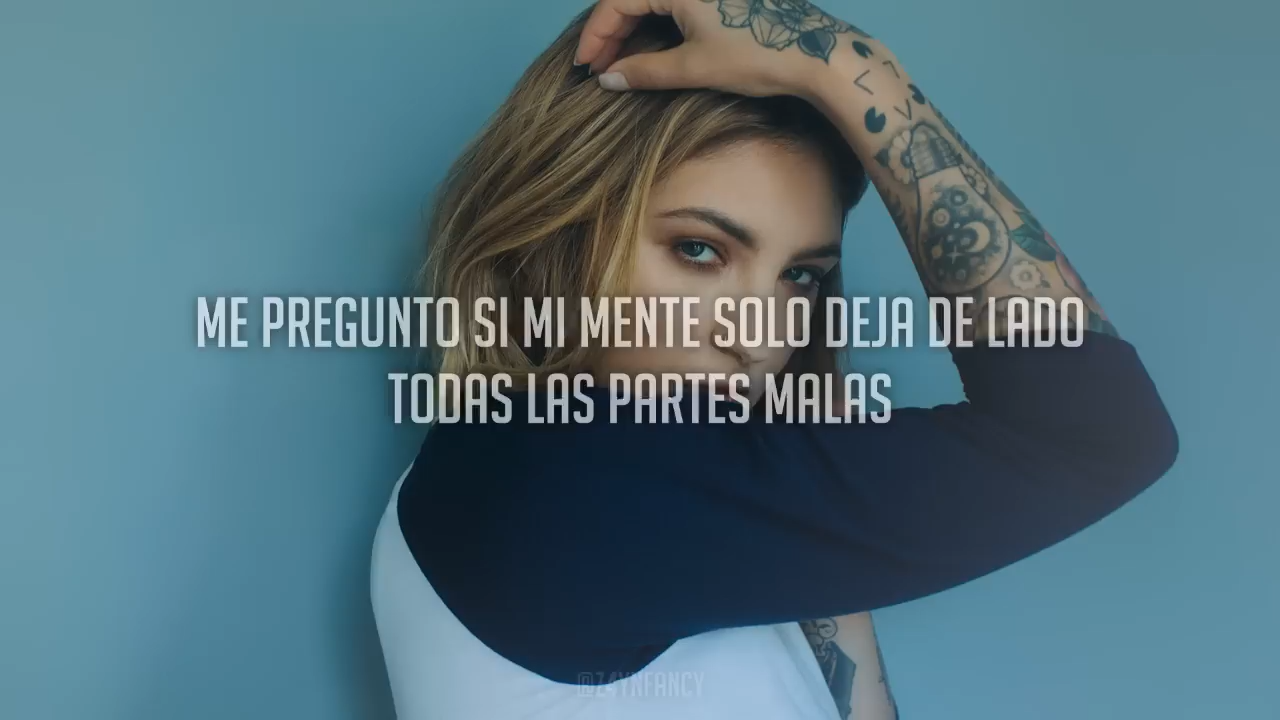 ME PREGUNTO SI MI MENTE SOLO DEJA DE LADO
TODAS LAS PARTES MALAS
@Z4YNFANCY